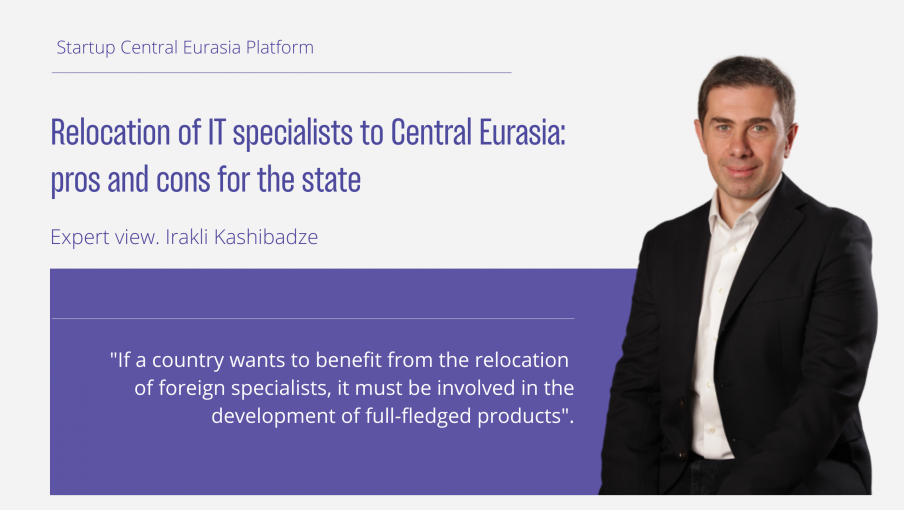 Startup Central Eurasia Platform
Relocation of IT specialists to Central Eurasia:
pros and cons for the state
Expert view. Irakli Kashibadze
"If a country wants to benefit from the relocation
of foreign specialists, it must be involved in the
development of full-fledged products".